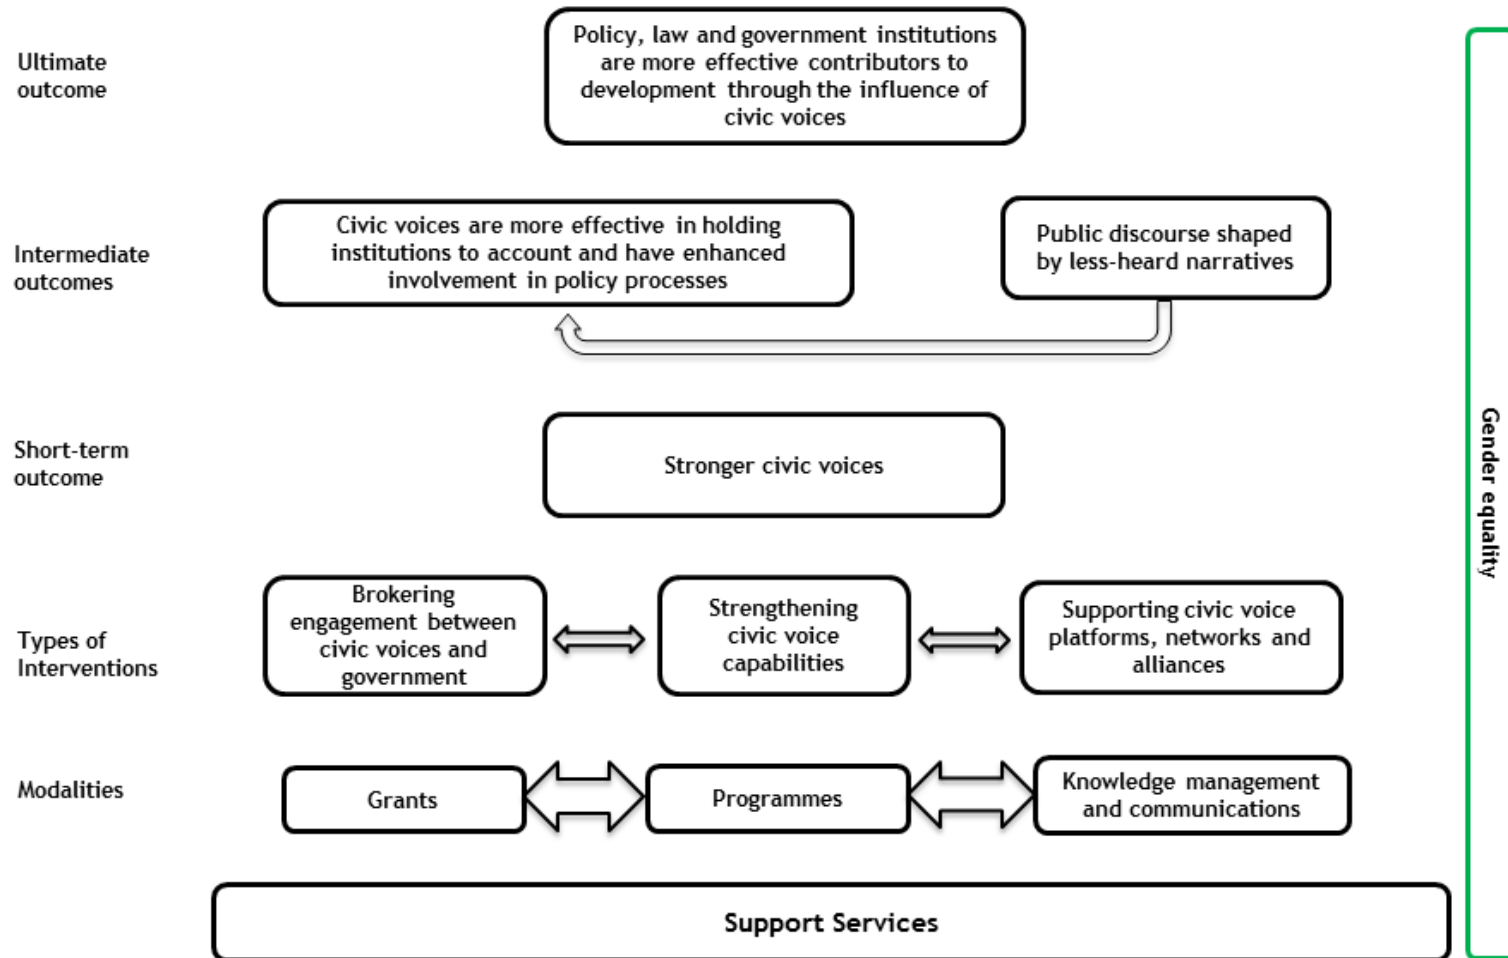 Ultimate
outcome
Policy, law and government institutions
are more effective contributors to
development through the influence of
civic voices
Intermediate
outcomes
Civic voices are more effective in holding
institutions to account and have enhanced
involvement in policy processes
Public discourse shaped
by less-heard narratives
Short-term
outcome
Stronger civic voices
Types of
Interventions
Brokering
engagement between
civic voices and
government
Strengthening
civic voice
capabilities
Supporting civic voice
platforms, networks and
alliances
Modalities
Grants
Programmes
Knowledge management
and communications
Support Services
Gender equality